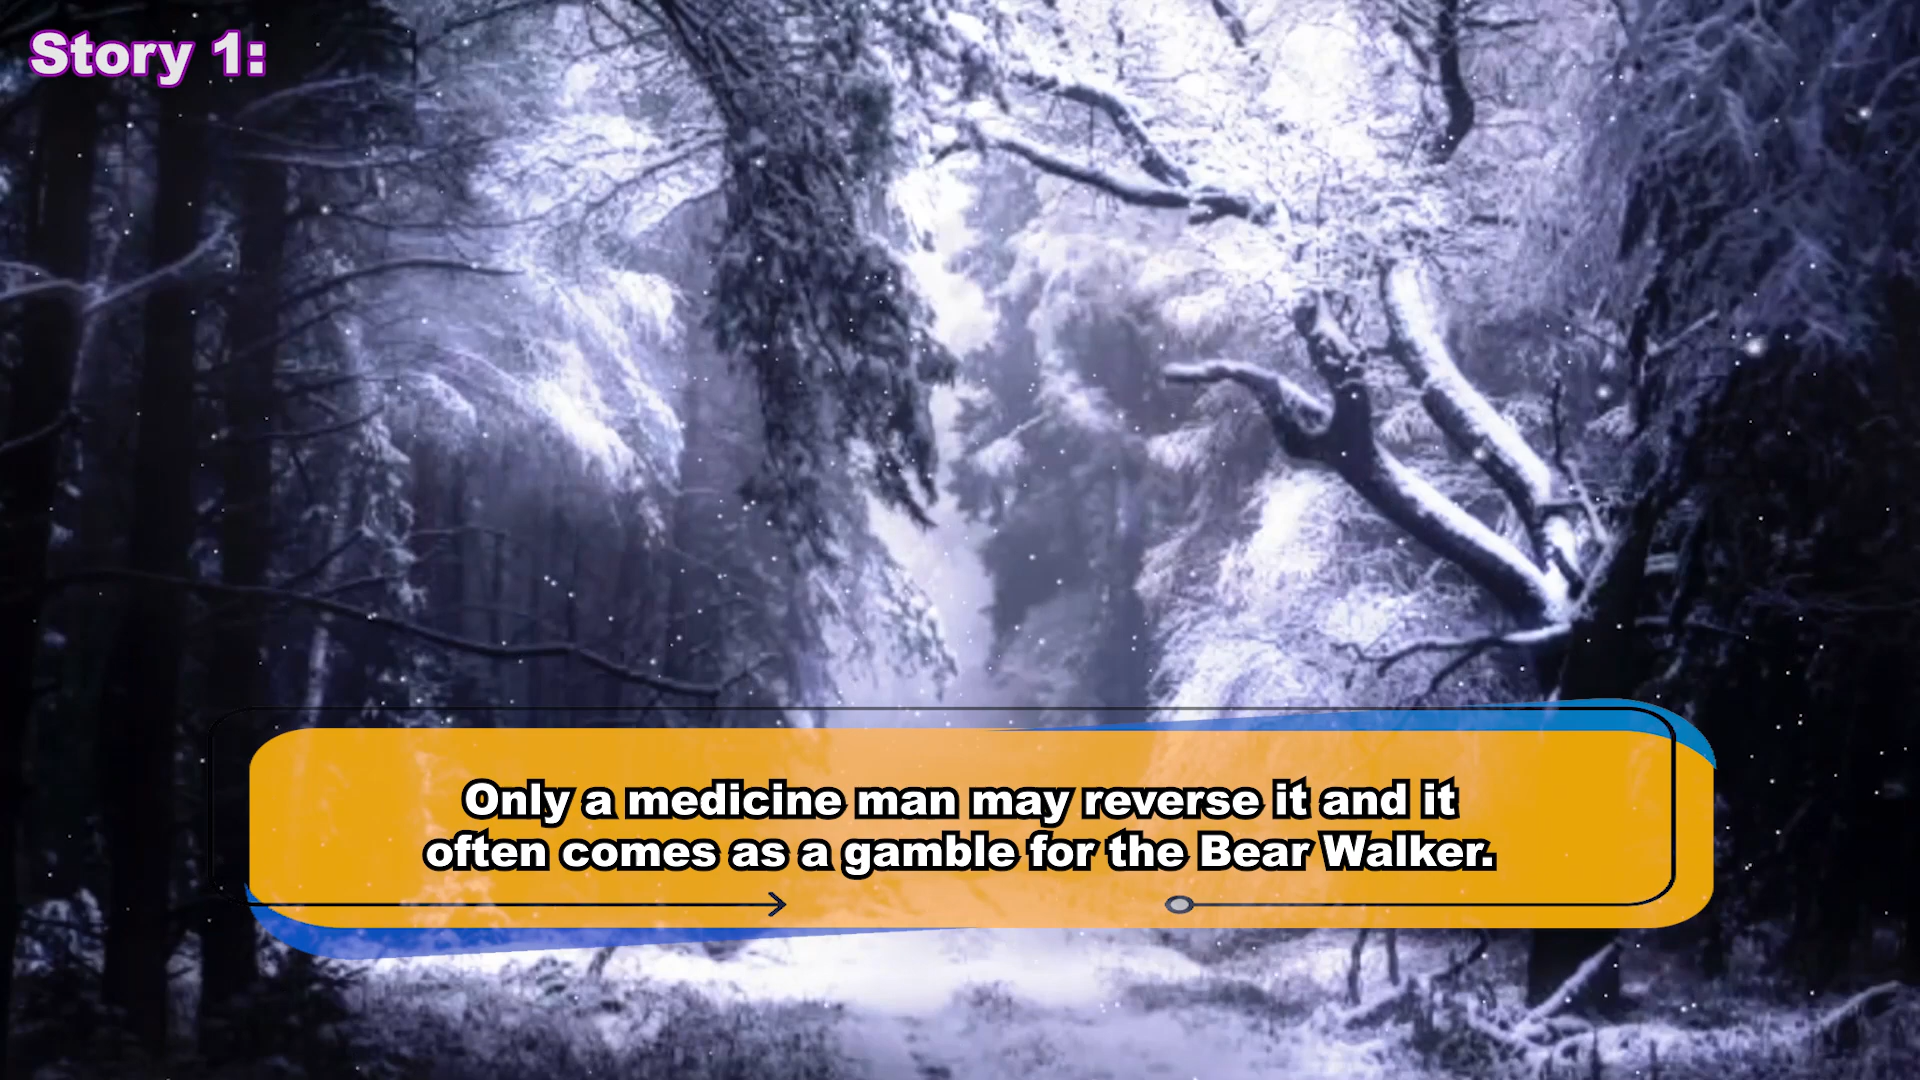 Story 1:
Only a medicine man may reverse it and it
often comes as a gamble for the Bear Walker.